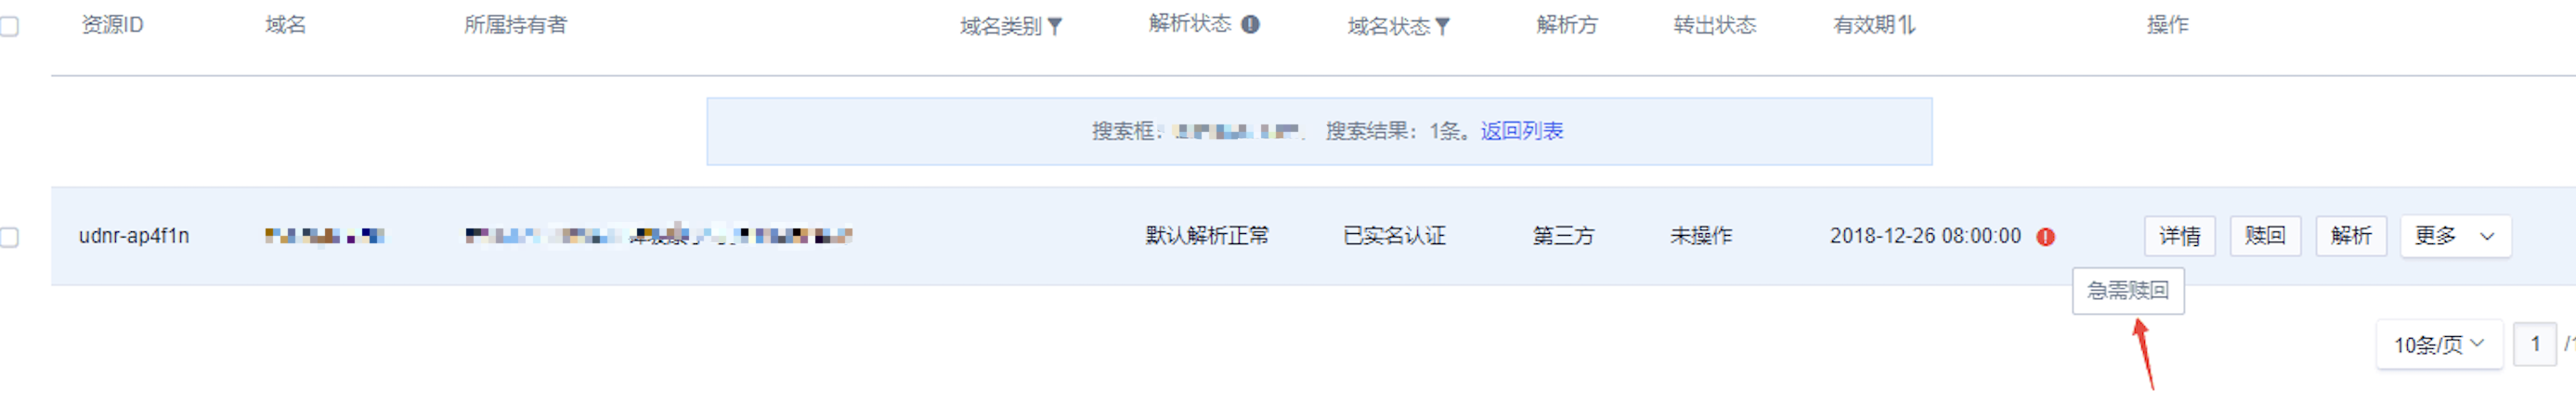 资源ID 域名 所属持有者 域名类别 解析状态 域名状态 解析方 转出状态 有效期 操作
搜索框： 搜索结果：1条。返回列表
udnr-ap4f1n 默认解析正常 已实名认证 第三方 未操作 2018-12-26 08:00:00 详情 赎回 解析 更多
急需赎回
10条/页 1